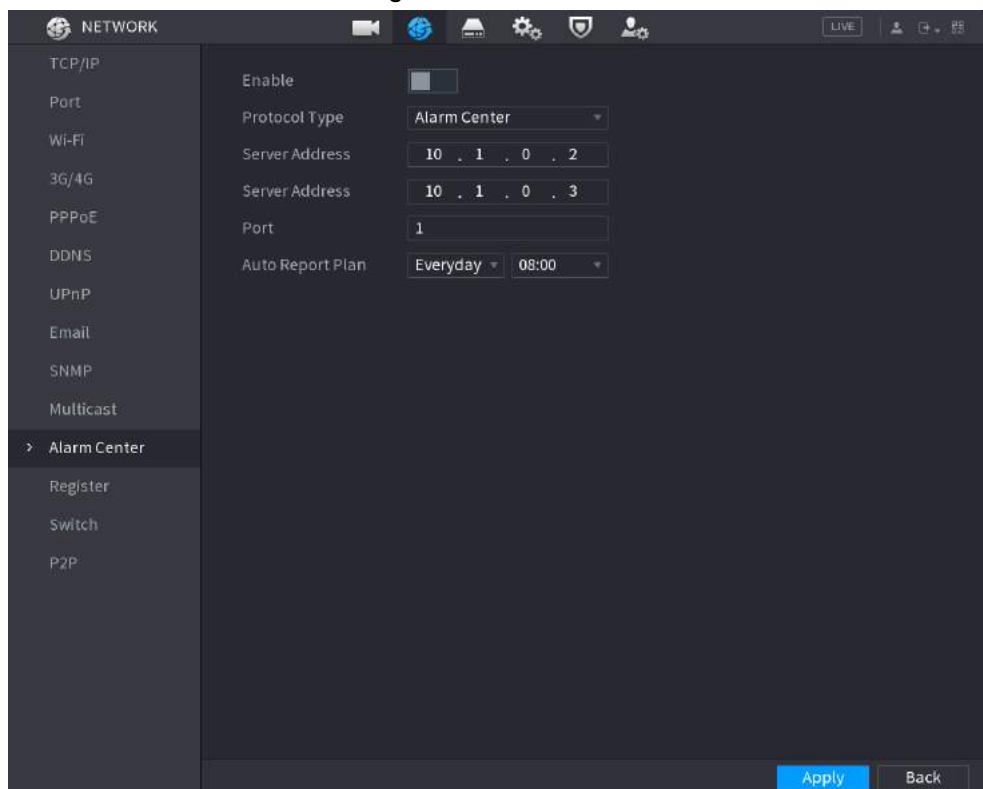 NETWORK
LIVE
TCP/IP
Port
Wi-Fi
3G/4G
PPPoE
DDNS
UPnP
Email
SNMP
Multicast
> Alarm Center
Register
Switch
P2P
Enable
Protocol Type Alarm Center
Server Address 10 . 1 . 0 . 2
Server Address 10 . 1 . 0 . 3
Port 1
Auto Report Plan Everyday 08:00
Apply Back